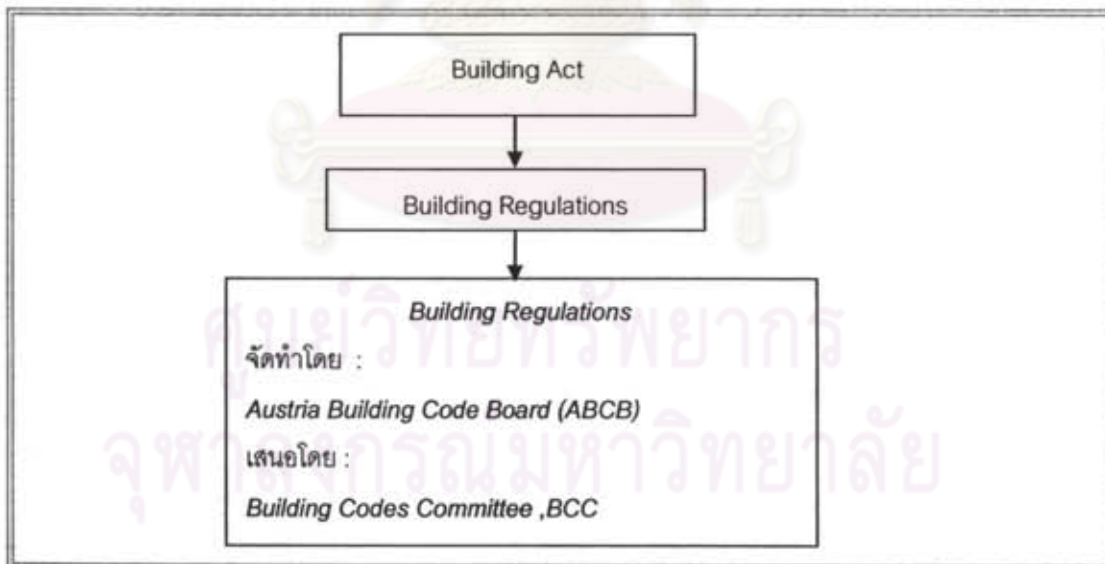 Building Act
Building Regulations
Building Regulations
จัดทำโดย :
Austria Building Code Board (ABCB)
เสนอโดย :
Building Codes Committee ,BCC
ศูนย์วิทยทรัพยากร
จุฬาลงกรณ์มหาวิทยาลัย